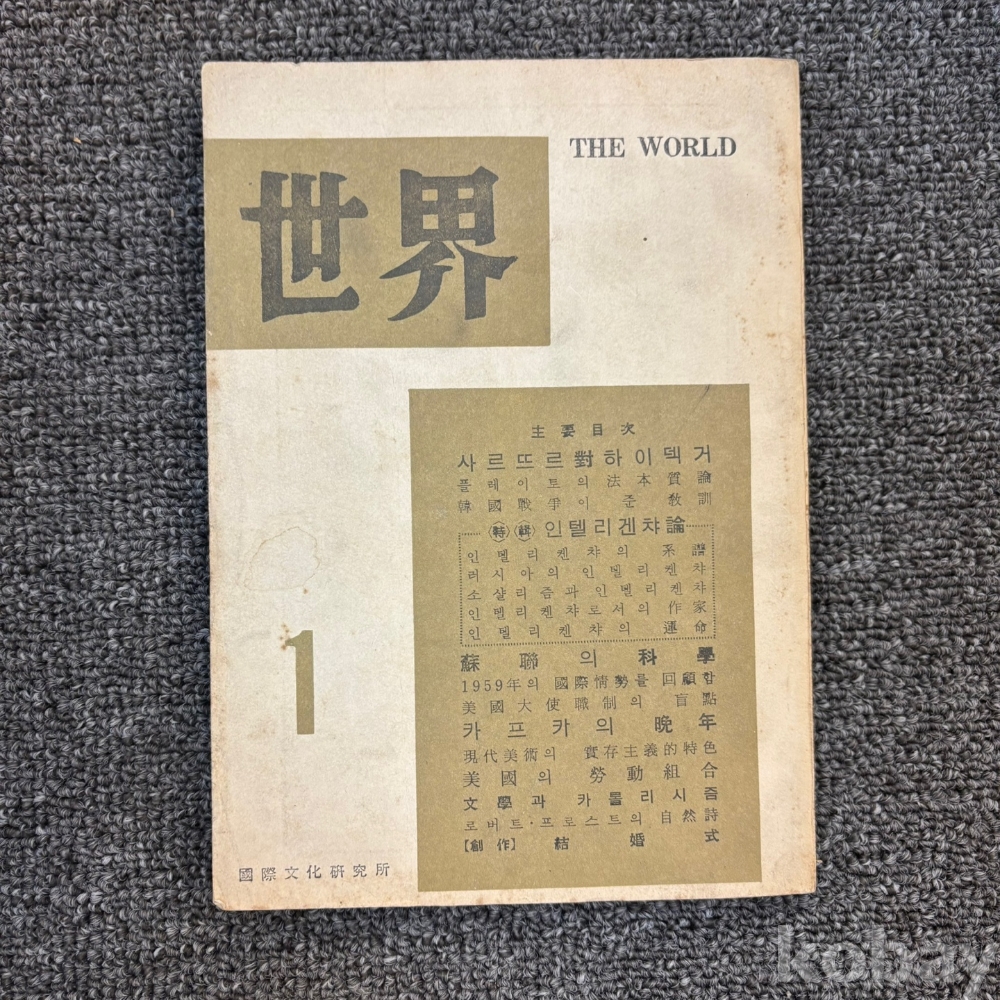 THE WORLD
世界
主要目次
사르뜨르對하이덱거
플레이트의法本質論
韓國戰爭이 준 敎訓
特輯 인텔리겐챠論
인텔리켄챠의 系譜
러시아의 인텔리켄챠
소샬리즘과 인텔리켄챠
인텔리켄챠로서의 作家
인텔리켄챠의 運命
蘇聯의 科學
1959年의 國際情勢를 回顧함
美國大使職制의 盲點
카프카의 晩年
現代美術의 實存主義的特色
美國의 勞動組合
文學과 카톨리시즘
로버트·프로스트의 自然詩
【創作】 結婚式
1
國際文化硏究所
kobay